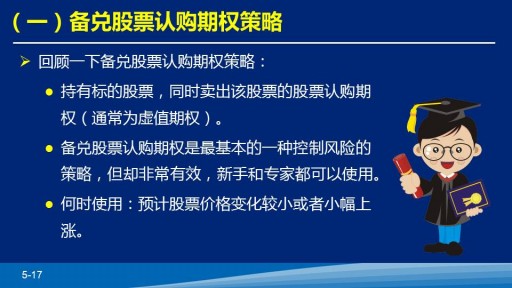 （一）备兑股票认购期权策略
➢ 回顾一下备兑股票认购期权策略：
● 持有标的股票，同时卖出该股票的股票认购期
权（通常为虚值期权）。
● 备兑股票认购期权是最基本的一种控制风险的
策略，但却非常有效，新手和专家都可以使用。
● 何时使用：预计股票价格变化较小或者小幅上
涨。
5-17